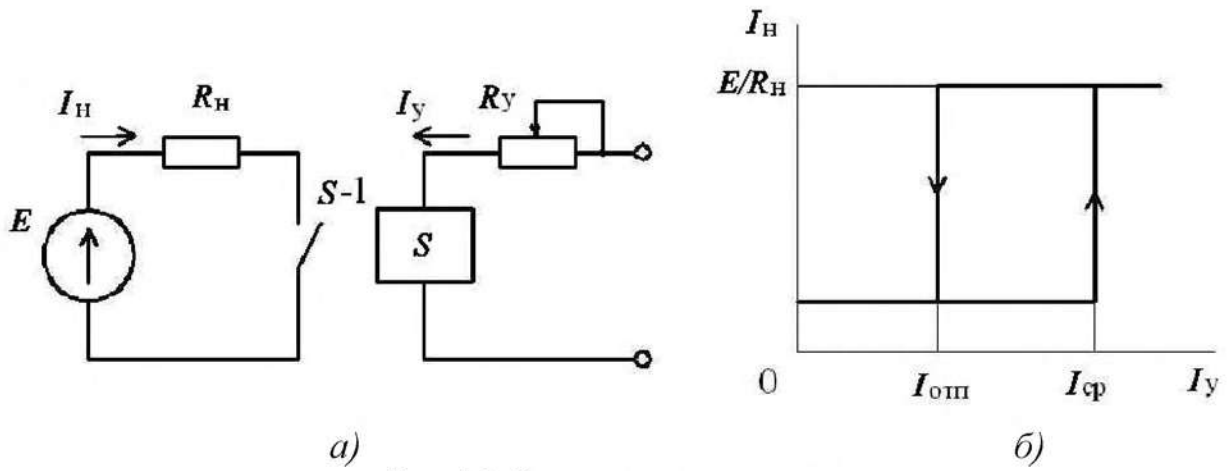 Iн
Rн
Iу
Rу
S-1
E
S
а)
Iн
E/Rн
0
Iотп
Iср
Iу
б)